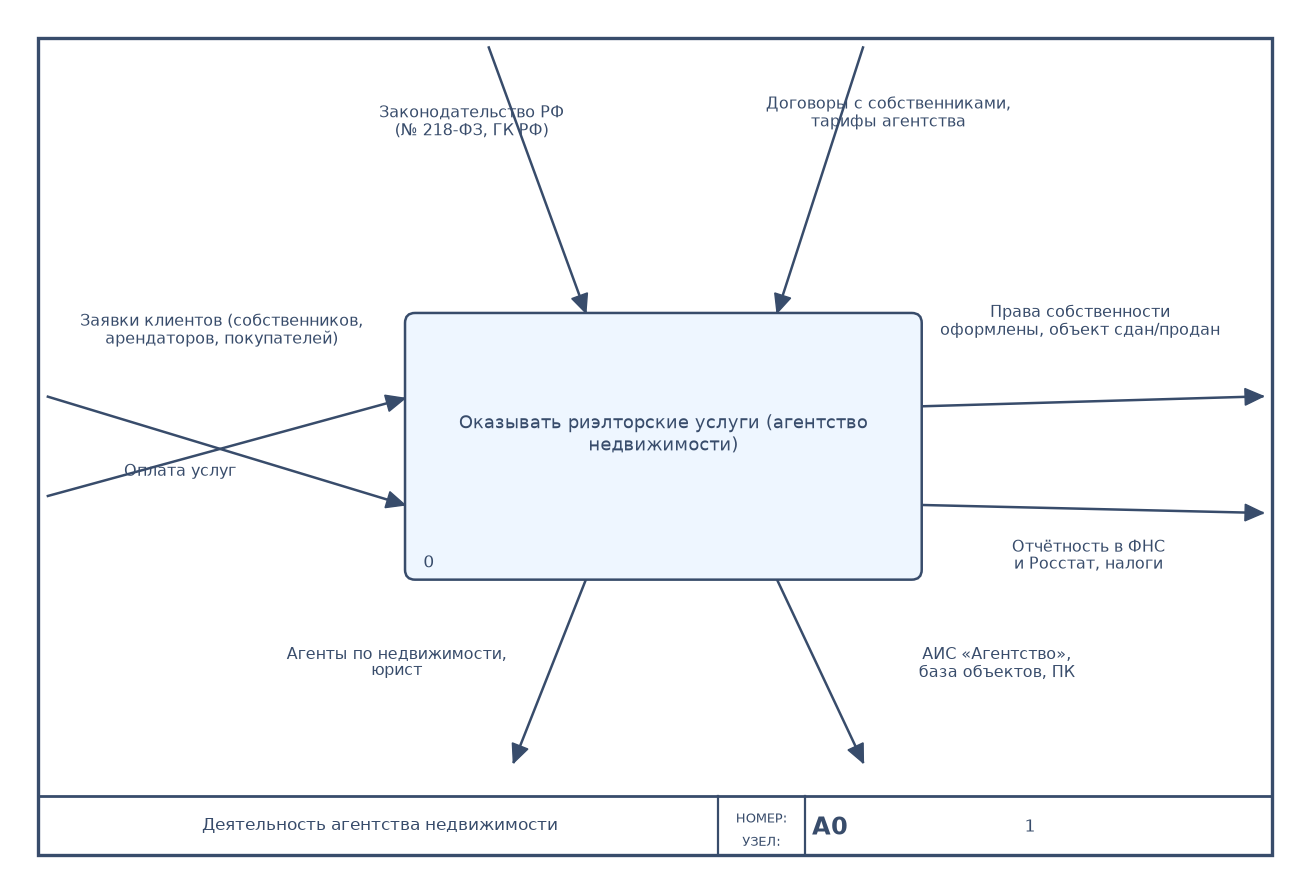 Законодательство РФ
(№ 218-ФЗ, ГК РФ)
Договоры с собственниками,
тарифы агентства
Заявки клиентов (собственников,
арендаторов, покупателей)
Права собственности
оформлены, объект сдан/продан
Оплата услуг
Оказывать риэлторские услуги (агентство
недвижимости)
0
Отчётность в ФНС
и Росстат, налоги
Агенты по недвижимости,
юрист
АИС «Агентство»,
база объектов, ПК
Деятельность агентства недвижимости
НОМЕР:
УЗЕЛ:
A0
1